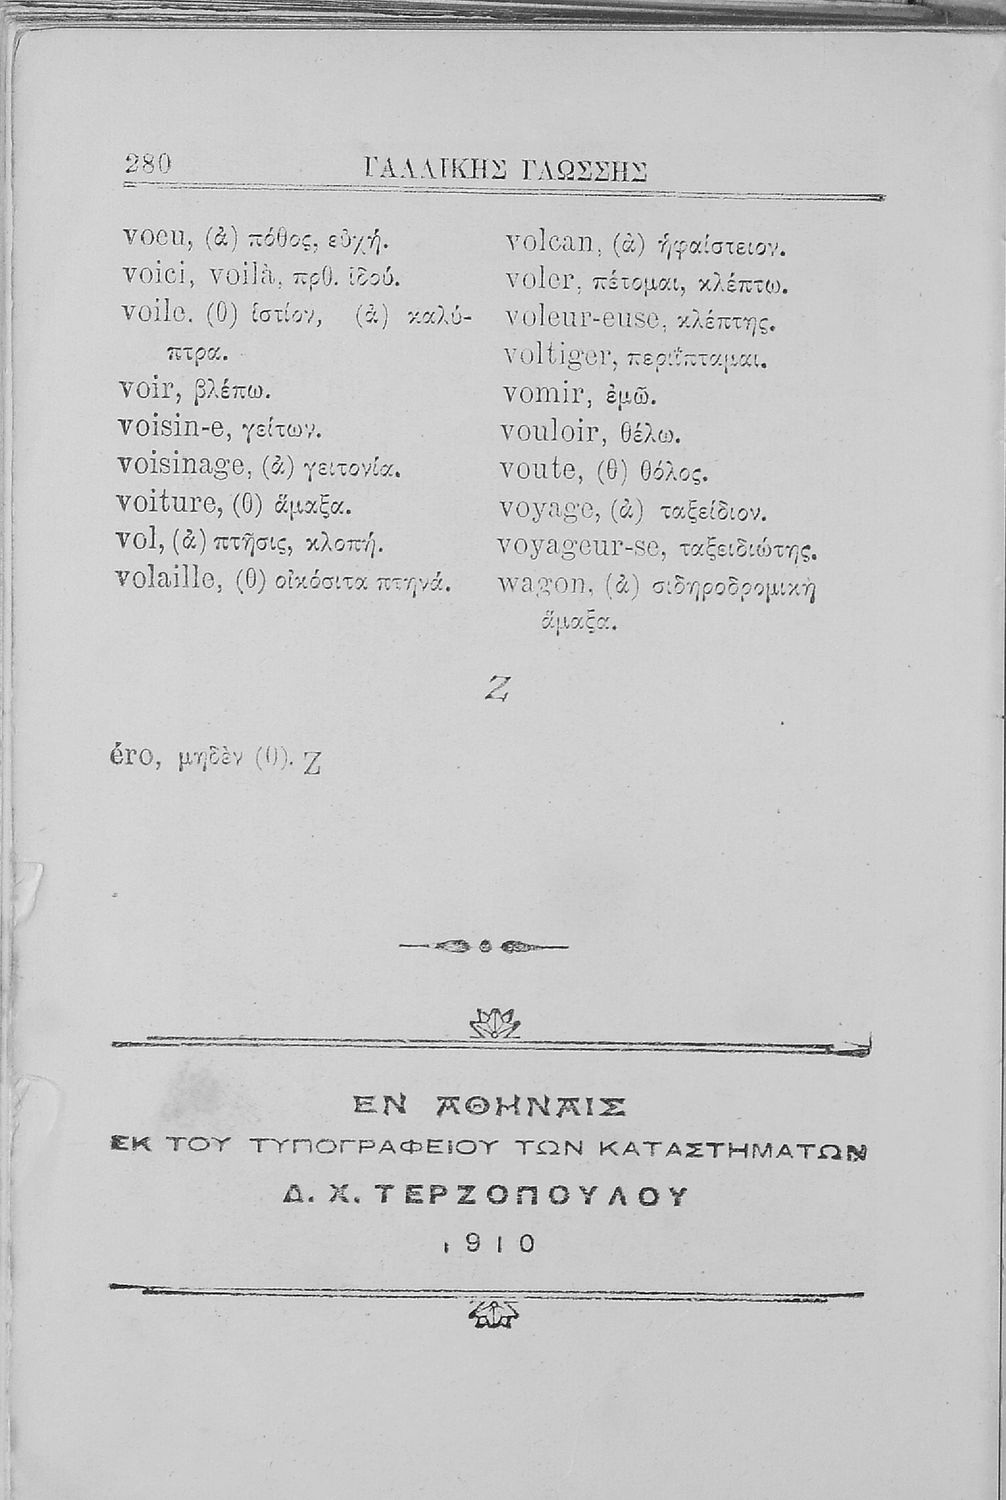 280 ΓΑΛΛΙΚΗΣ ΓΛΩΣΣΗΣ
voeu, (ἀ) πόθος, εὐχή.
voici, voilà, πρθ. ἰδού.
voile. (θ) ἱστίον, (ἀ) καλύ-
πτρα.
voir, βλέπω.
voisin-e, γείτων.
voisinage, (ἀ) γειτονία.
voiture, (θ) ἅμαξα.
vol, (ἀ) πτῆσις, κλοπή.
volaille, (θ) οἰκόσιτα πτηνά.
volcan, (ἀ) ἡφαίστειον.
voler, πέτομαι, κλέπτω.
voleur-euse, κλέπτης.
voltiger, περιΐπταμαι.
vomir, ἐμῶ.
vouloir, θέλω.
voute, (θ) θόλος.
voyage, (ἀ) ταξείδιον.
voyageur-se, ταξειδιώτης.
wagon, (ἀ) σιδηροδρομικὴ
ἅμαξα.
Z
éro, μηδὲν (θ). Z
ΕΝ ΑΘΗΝΑΙΣ
ΕΚ ΤΟΥ ΤΥΠΟΓΡΑΦΕΙΟΥ ΤΩΝ ΚΑΤΑΣΤΗΜΑΤΩΝ
Δ. Χ. ΤΕΡΖΟΠΟΥΛΟΥ
1910